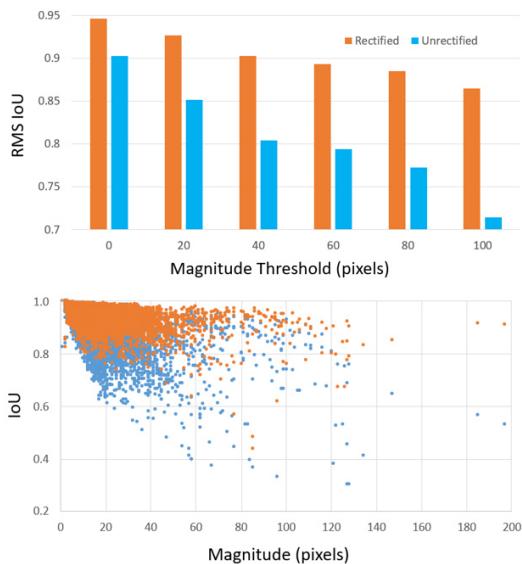 0.95
0.9
0.85
0.8
0.75
0.7
RMS IoU
Rectified Unrectified
0 20 40 60 80 100
Magnitude Threshold (pixels)
1.0
0.8
0.6
0.4
0.2
IoU
0 20 40 60 80 100 120 140 160 180 200
Magnitude (pixels)